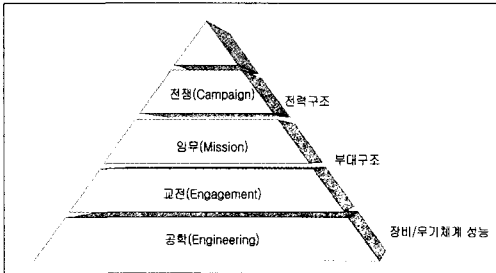 전쟁(Campaign)
전력구조
임무(Mission)
부대구조
교전(Engagement)
장비/무기체계 성능
공학(Engineering)